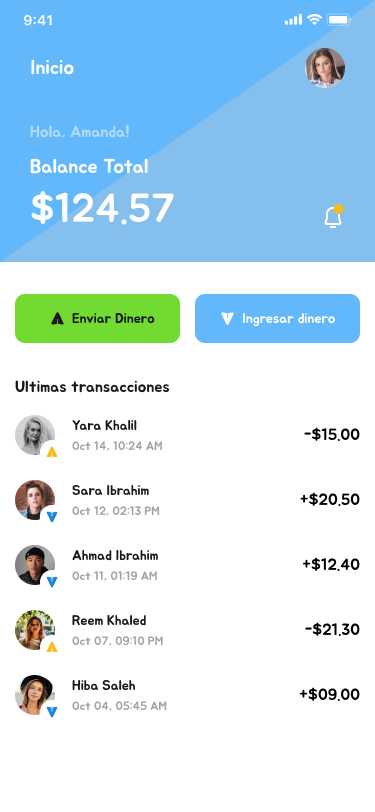 9:41
Inicio
Hola, Amanda!
Balance Total
$124.57
Enviar Dinero
Ingresar dinero
Ultimas transacciones
Yara Khalil
Oct 14, 10:24 AM
-$15.00
Sara Ibrahim
Oct 12, 02:13 PM
+$20.50
Ahmad Ibrahim
Oct 11, 01:19 AM
+$12.40
Reem Khaled
Oct 07, 09:10 PM
-$21.30
Hiba Saleh
Oct 04, 05:45 AM
+$09.00